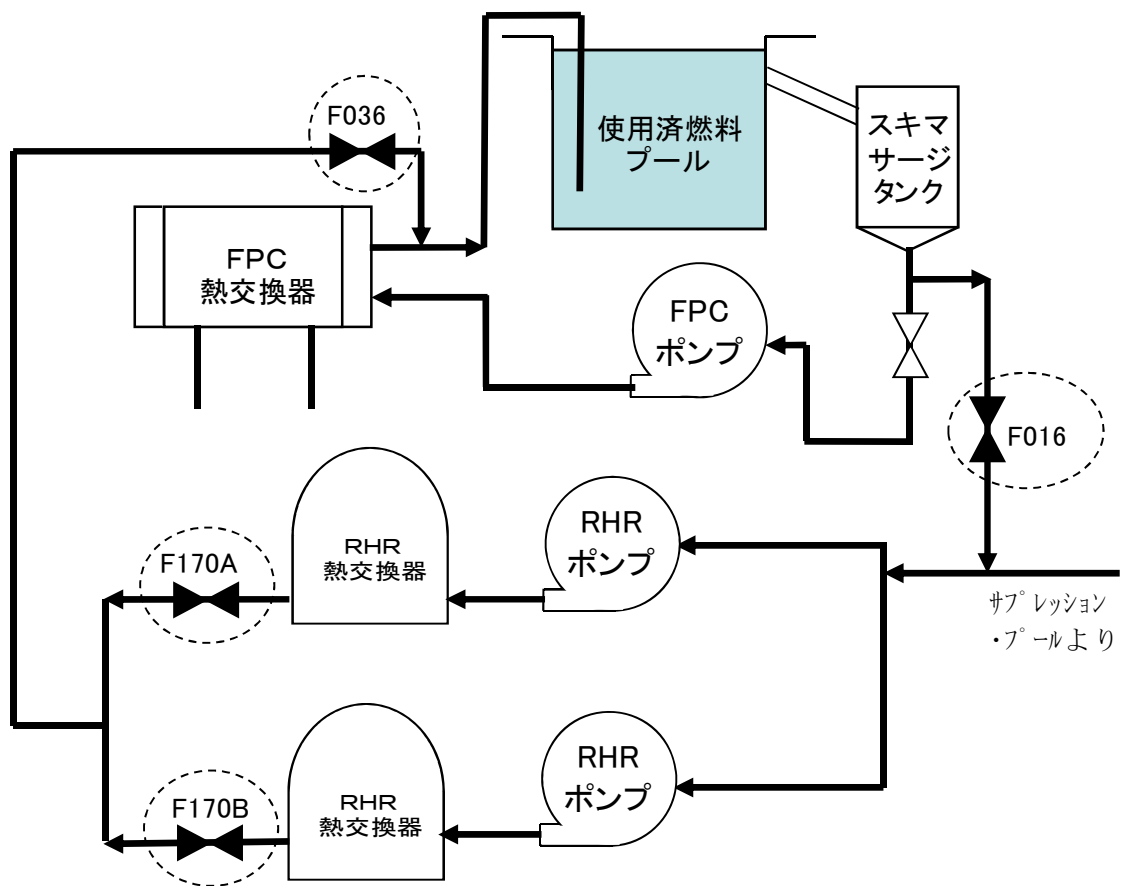 F036
使用済燃料
プール
スキマ
サージ
タンク
FPC
熱交換器
FPC
ポンプ
F016
F170A
RHR
熱交換器
RHR
ポンプ
サプレッション
・プールより
F170B
RHR
熱交換器
RHR
ポンプ